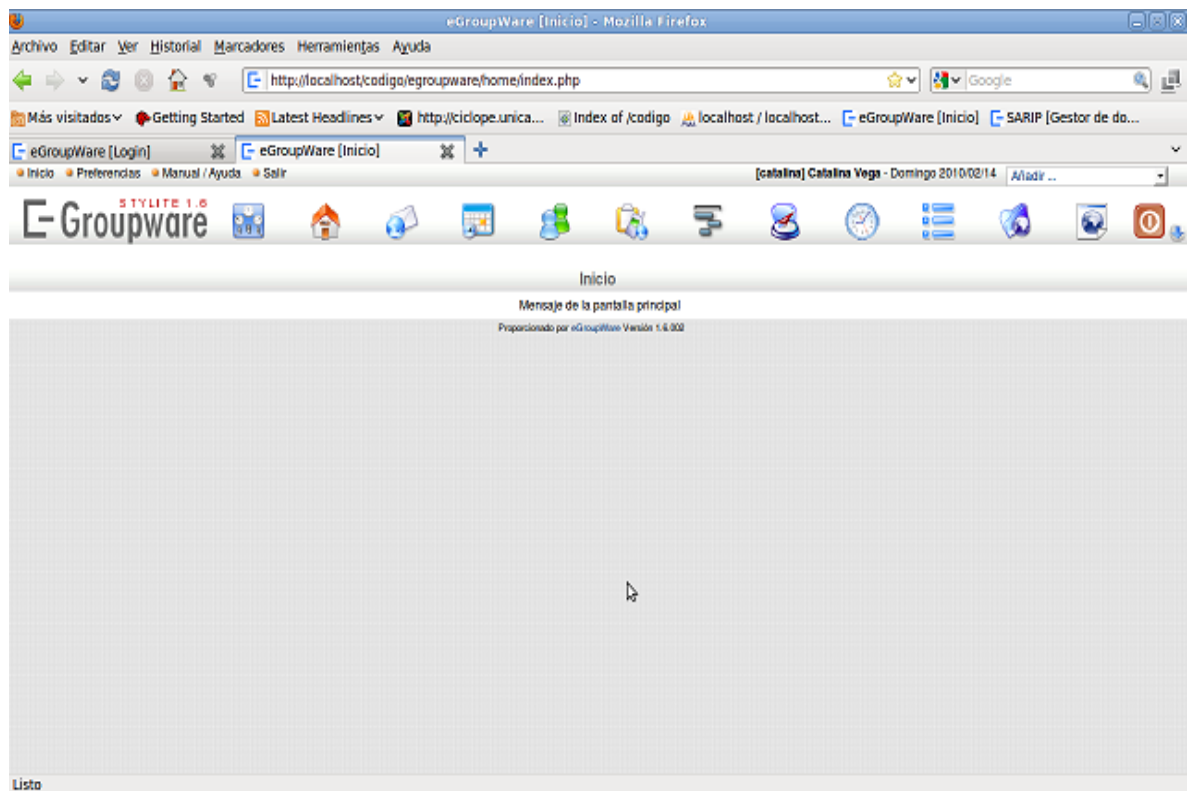 eGroupWare [Inicio] - Mozilla Firefox
Archivo Editar Ver Historial Marcadores Herramientas Ayuda
http://localhost/codigo/egroupware/home/index.php
Google
Más visitados Getting Started Latest Headlines http://ciclope.unica... Index of /codigo localhost / localhost... eGroupWare [Inicio] SARIP [Gestor de do...
eGroupWare [Login] eGroupWare [Inicio]
Inicio Preferencias Manual / Ayuda Salir [catalina] Catalina Vega - Domingo 2010/02/14 Añadir ...
STYLITE 1.6
E-Groupware
Inicio
Mensaje de la pantalla principal
Proporcionado por eGroupWare Versión 1.6.002
Listo